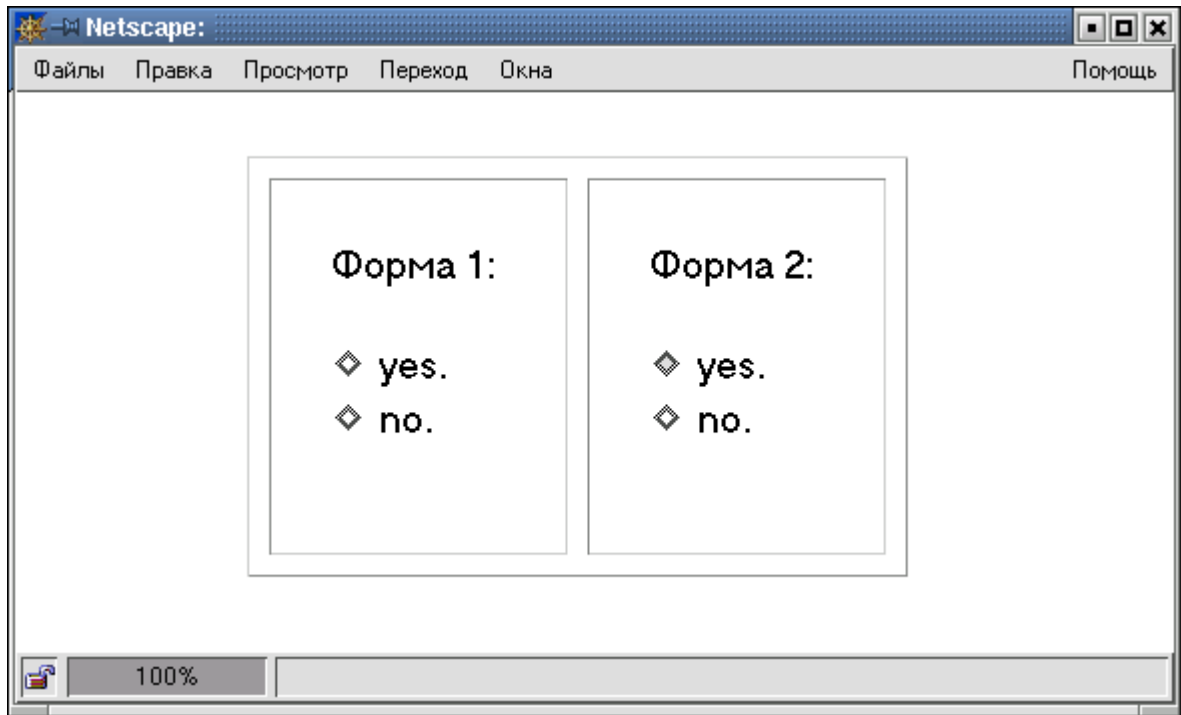 Netscape:
Файлы Правка Просмотр Переход Окна Помощь
Форма 1:
yes.
no.
Форма 2:
yes.
no.
100%